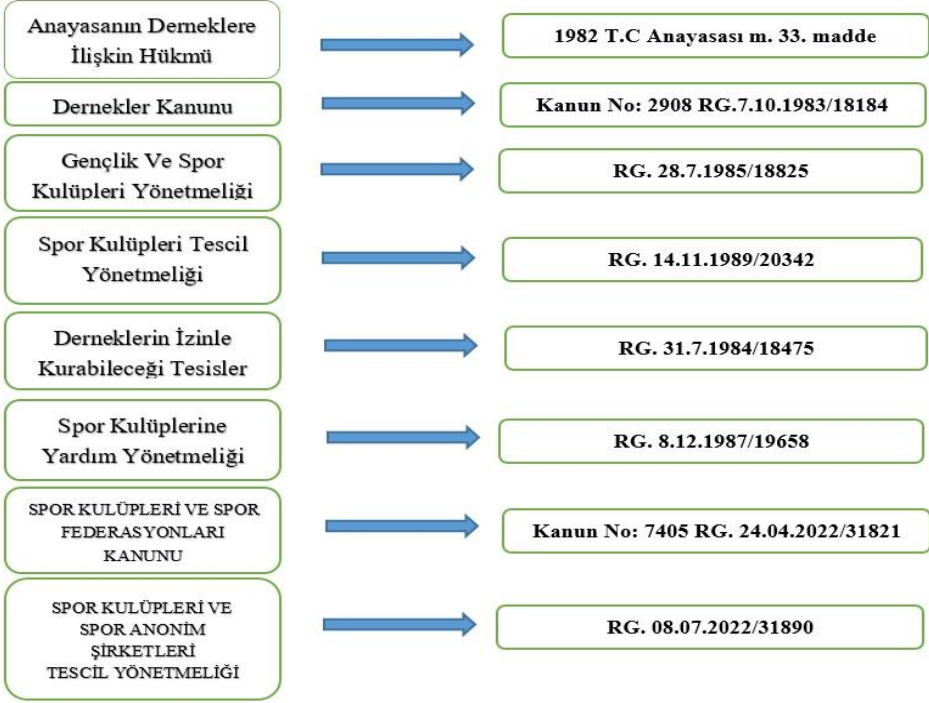 Anayasanın Derneklere
İlişkin Hükmü
1982 T.C Anayasası m. 33. madde
Dernekler Kanunu
Kanun No: 2908 RG.7.10.1983/18184
Gençlik Ve Spor
Kulüpleri Yönetmeliği
RG. 28.7.1985/18825
Spor Kulüpleri Tescil
Yönetmeliği
RG. 14.11.1989/20342
Derneklerin İzinle
Kurabileceği Tesisler
RG. 31.7.1984/18475
Spor Kulüplerine
Yardım Yönetmeliği
RG. 8.12.1987/19658
SPOR KULÜPLERİ VE SPOR
FEDERASYONLARI
KANUNU
Kanun No: 7405 RG. 24.04.2022/31821
SPOR KULÜPLERİ VE
SPOR ANONİM
ŞİRKETLERİ
TESCİL YÖNETMELİĞİ
RG. 08.07.2022/31890